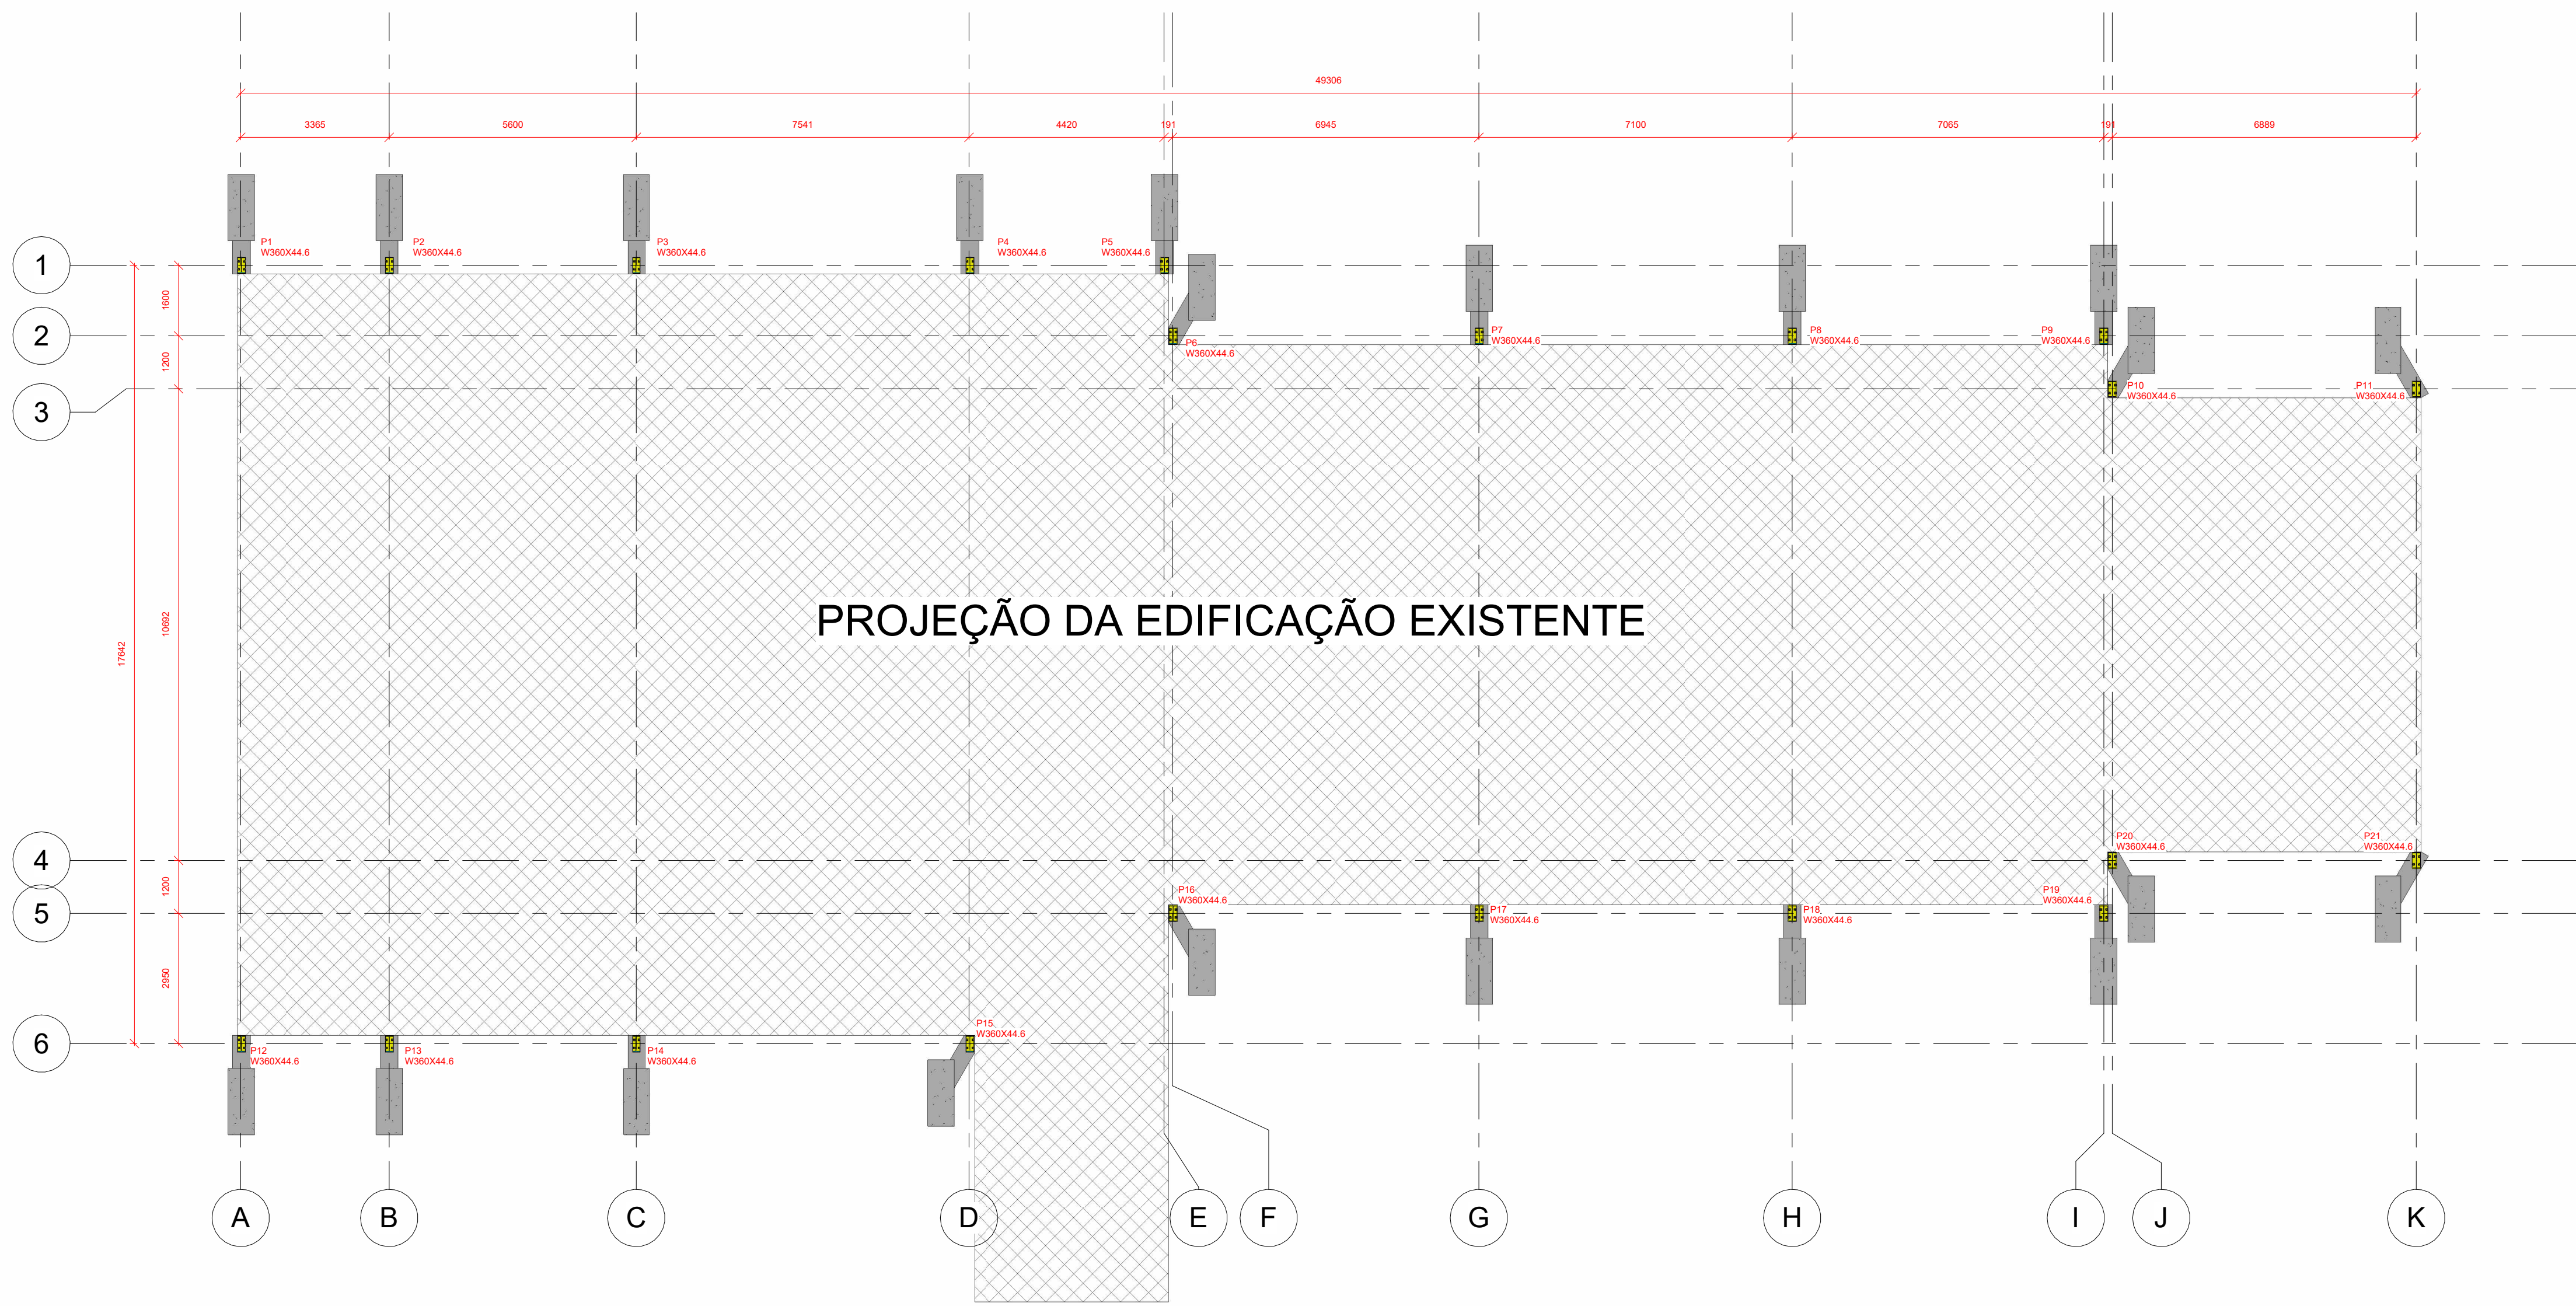 49306
3365 5600 7541 4420 191 6945 7100 7065 191 6889
P1
W360X44.6
P2
W360X44.6
P3
W360X44.6
P4
W360X44.6
P5
W360X44.6
1
1600
2
P6
W360X44.6
P7
W360X44.6
P8
W360X44.6
P9
W360X44.6
1200
3
P10
W360X44.6
P11
W360X44.6
PROJEÇÃO DA EDIFICAÇÃO EXISTENTE
17642
10692
4
P20
W360X44.6
P21
W360X44.6
1200
5
P16
W360X44.6
P17
W360X44.6
P18
W360X44.6
P19
W360X44.6
2950
6
P12
W360X44.6
P13
W360X44.6
P14
W360X44.6
P15
W360X44.6
A B C D E F G H I J K